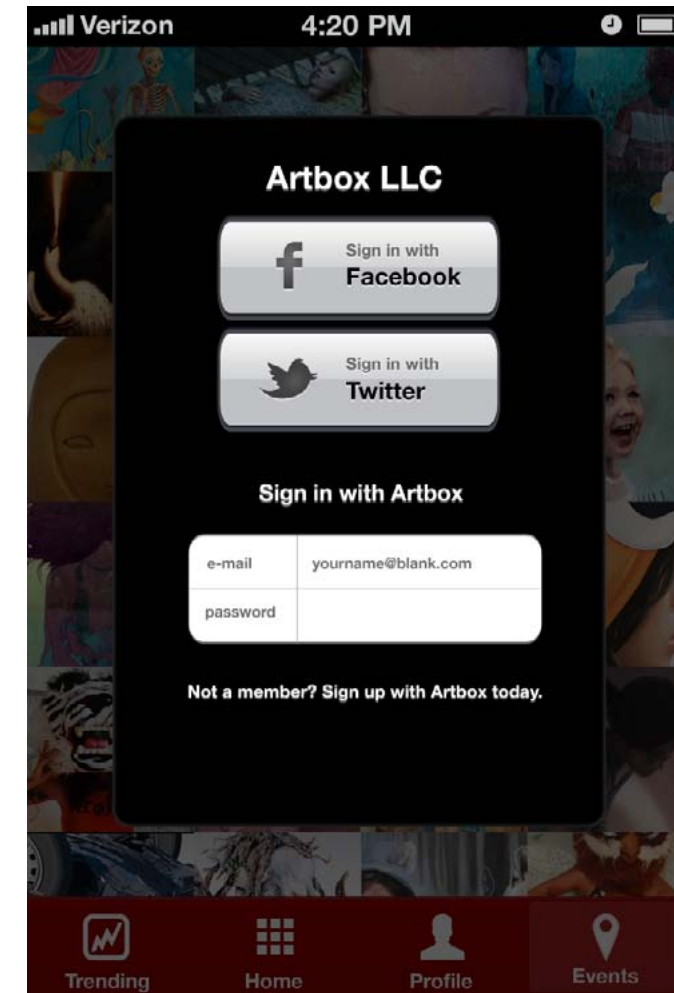 Verizon 4:20 PM
Artbox LLC
Sign in with
Facebook
Sign in with
Twitter
Sign in with Artbox
e-mail yourname@blank.com
password
Not a member? Sign up with Artbox today.
Trending Home Profile Events